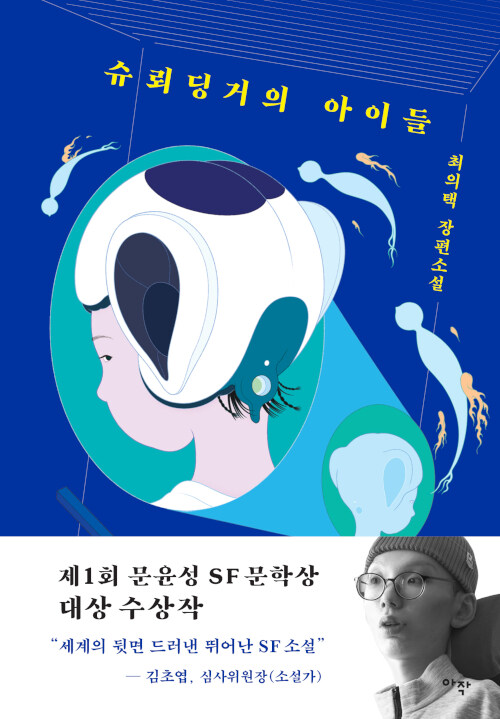 슈뢰딩거의 아이들
최의택 장편소설
제1회 문윤성 SF 문학상
대상 수상작
“세계의 뒷면 드러낸 뛰어난 SF 소설”
— 김초엽, 심사위원장(소설가)
아작